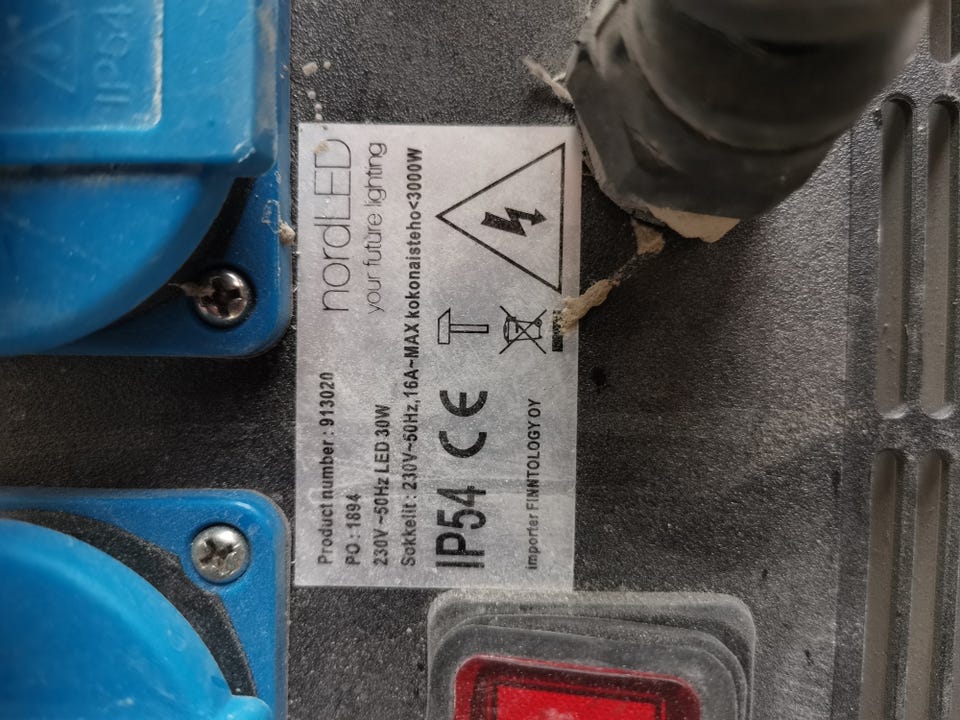 nordLED
your future lighting
Product number : 913020
PO : 1894
230V ~50Hz LED 30W
Sokkelit : 230V~50Hz,16A~MAX kokonaisteho<3000W
IP54 CE
importer FINNTOLOGY OY
IP54